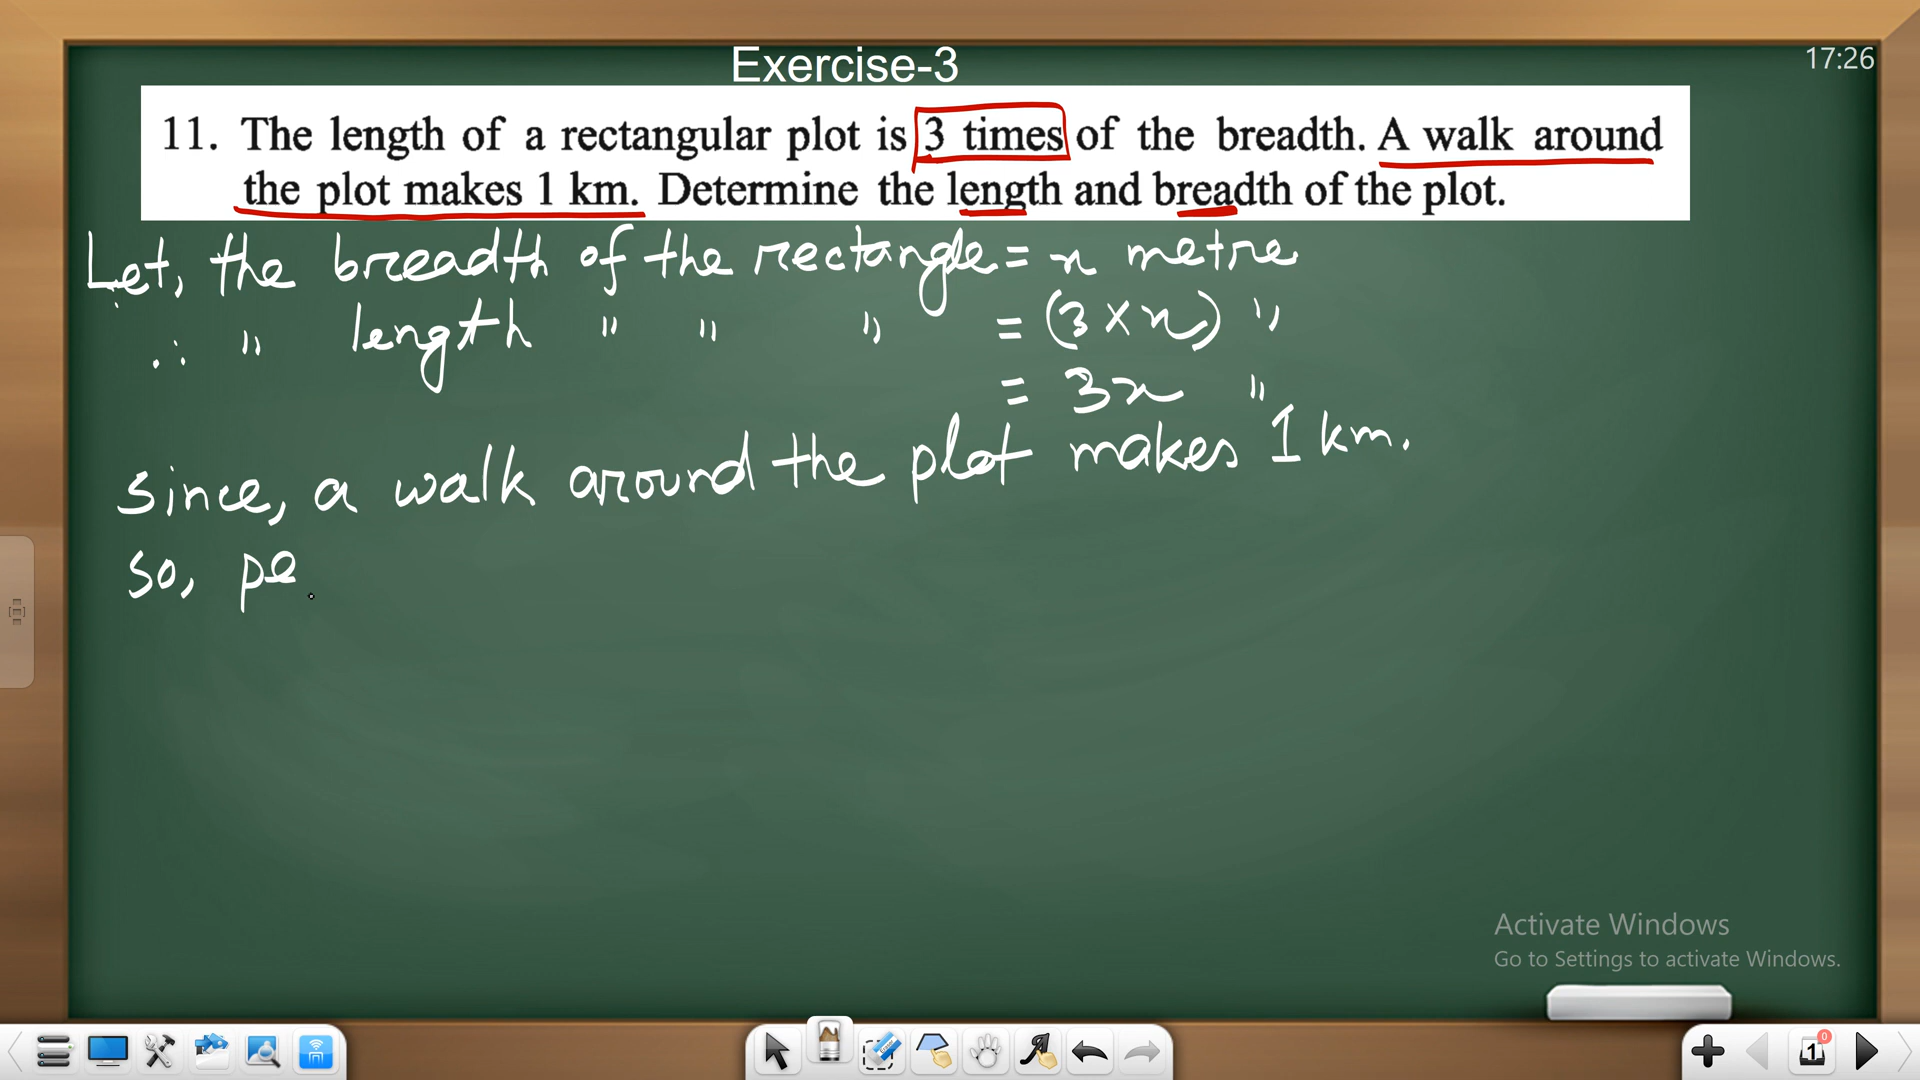 Exercise-3
17:26
11. The length of a rectangular plot is 3 times of the breadth. A walk around
the plot makes 1 km. Determine the length and breadth of the plot.
Let, the breadth of the rectangle = x metre
∴ " length " " " = (3 × x) "
= 3x "
since, a walk around the plot makes 1 km.
so, pe
Activate Windows
Go to Settings to activate Windows.
1
0